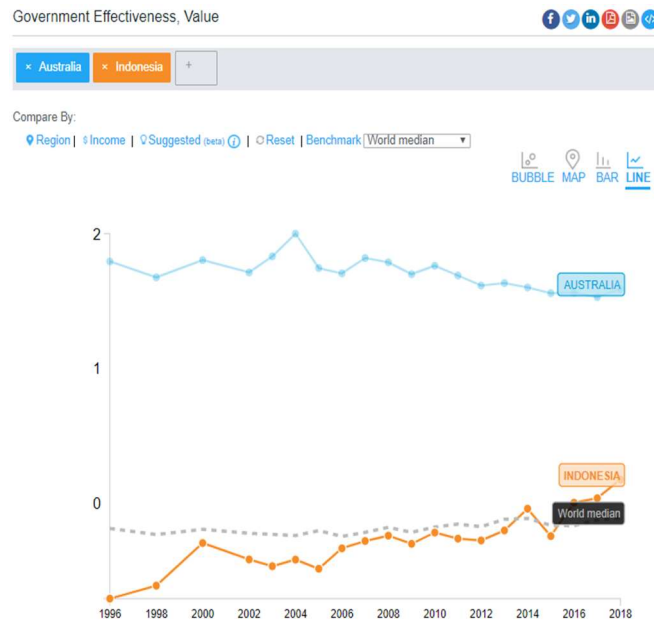 Government Effectiveness, Value
× Australia × Indonesia +
Compare By:
Region | Income | Suggested (beta) i | Reset | Benchmark World median
BUBBLE MAP BAR LINE
2
AUSTRALIA
1
INDONESIA
0
World median
1996 1998 2000 2002 2004 2006 2008 2010 2012 2014 2016 2018